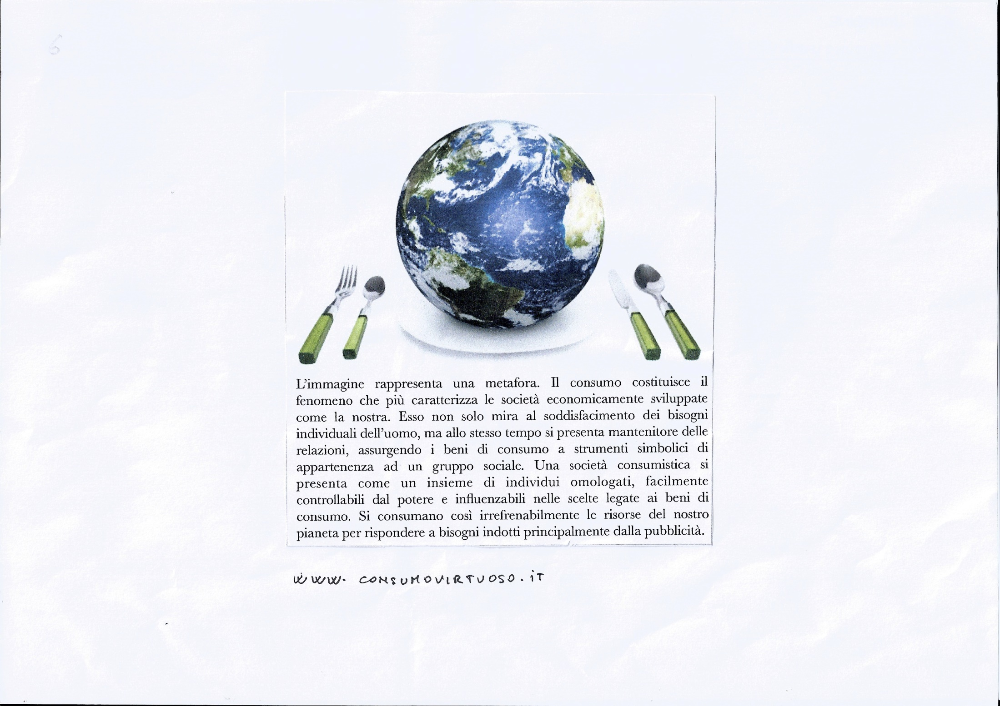 6
L'immagine rappresenta una metafora. Il consumo costituisce il
fenomeno che più caratterizza le società economicamente sviluppate
come la nostra. Esso non solo mira al soddisfacimento dei bisogni
individuali dell'uomo, ma allo stesso tempo si presenta mantenitore delle
relazioni, assurgendo i beni di consumo a strumenti simbolici di
appartenenza ad un gruppo sociale. Una società consumistica si
presenta come un insieme di individui omologati, facilmente
controllabili dal potere e influenzabili nelle scelte legate ai beni di
consumo. Si consumano così irrefrenabilmente le risorse del nostro
pianeta per rispondere a bisogni indotti principalmente dalla pubblicità.
WWW. CONSUMOVIRTUOSO.iT